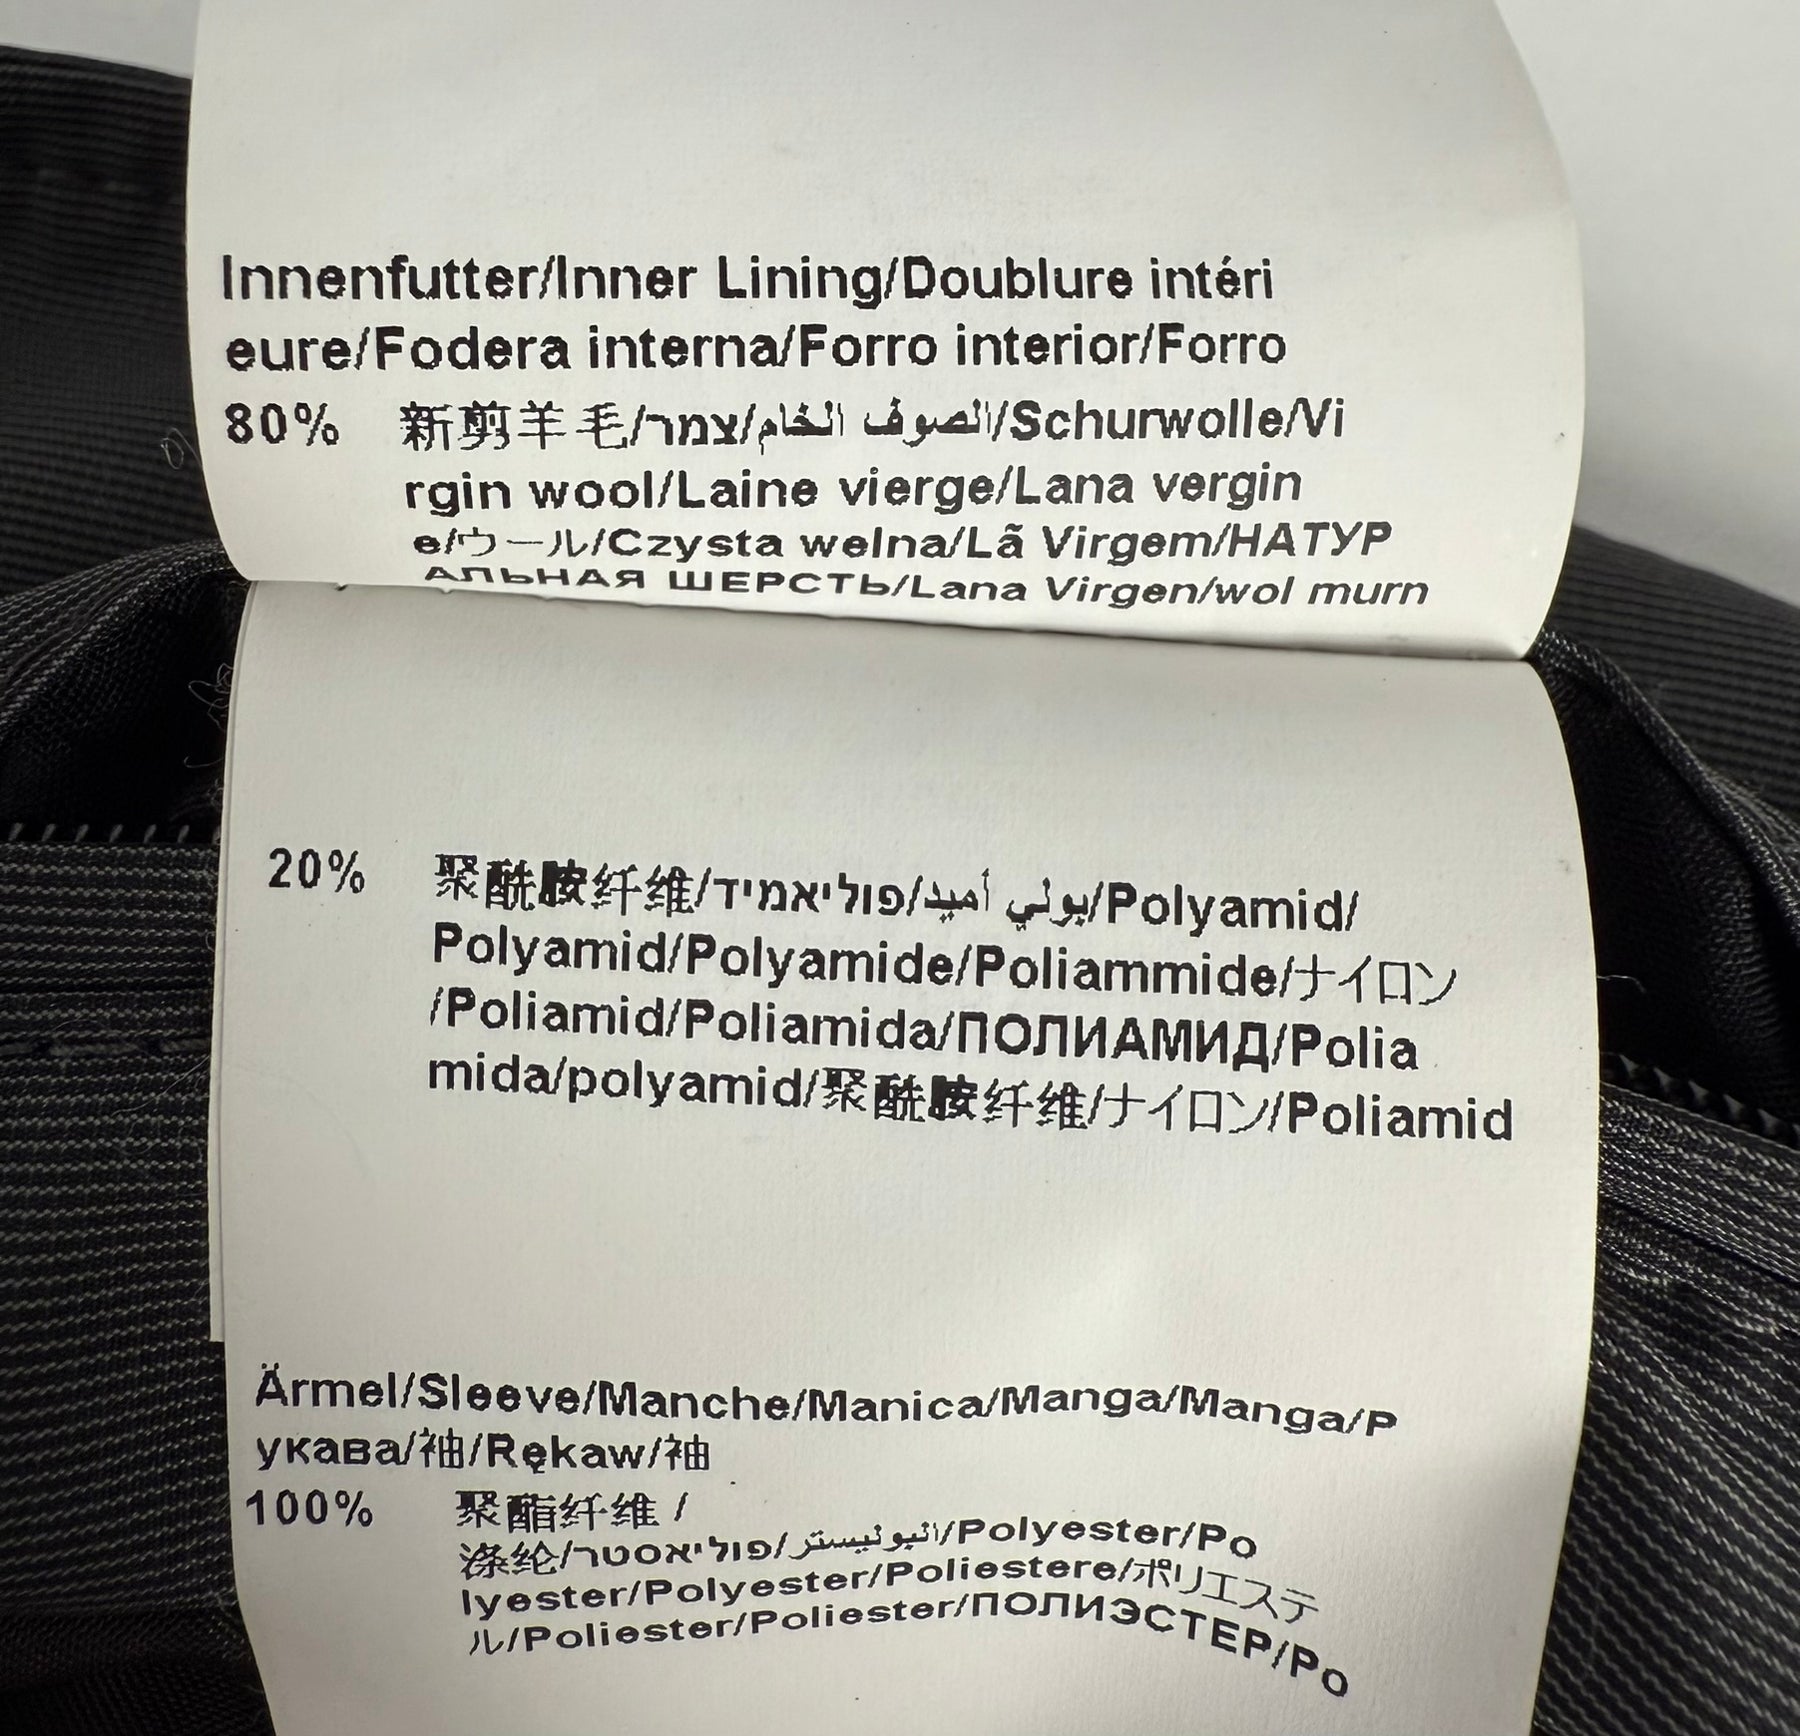 Innenfutter/Inner Lining/Doublure intéri
eure/Fodera interna/Forro interior/Forro
80% 新剪羊毛/צמר/الصوف الخام/Schurwolle/Vi
rgin wool/Laine vierge/Lana vergin
e/ウール/Czysta welna/Lã Virgem/НАТУР
АЛЬНАЯ ШЕРСТЬ/Lana Virgen/wol murn
20% 聚酰胺纤维/פוליאמיד/بولي أميد/Polyamid/
Polyamid/Polyamide/Poliammide/ナイロン
/Poliamid/Poliamida/ПОЛИАМИД/Polia
mida/polyamid/聚酰胺纤维/ナイロン/Poliamid
Ärmel/Sleeve/Manche/Manica/Manga/Manga/Р
укава/袖/Rękaw/袖
100% 聚酯纤维 /
涤纶/פוליאסטר/البوليستر/Polyester/Po
lyester/Polyester/Poliestere/ポリエステ
ル/Poliester/Poliester/ПОЛИЭСТЕР/Po